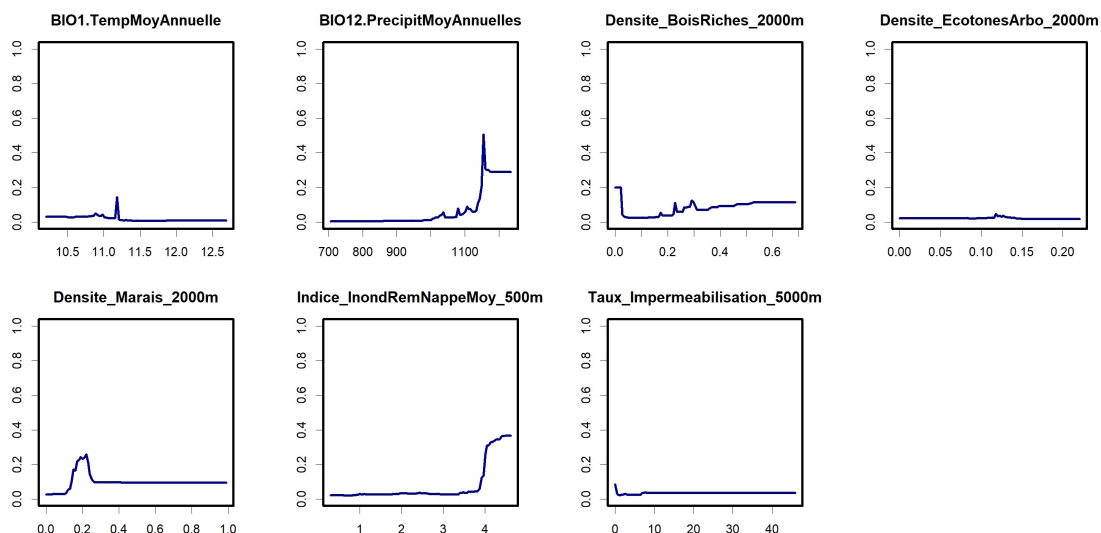 BIO1.TempMoyAnnuelle BIO12.PrecipitMoyAnnuelles Densite_BoisRiches_2000m Densite_EcotonesArbo_2000m
1.0 1.0 1.0 1.0
0.8 0.8 0.8 0.8
0.6 0.6 0.6 0.6
0.4 0.4 0.4 0.4
0.2 0.2 0.2 0.2
0.0 0.0 0.0 0.0
10.5 11.0 11.5 12.0 12.5 700 800 900 1100 0.0 0.2 0.4 0.6 0.00 0.05 0.10 0.15 0.20
Densite_Marais_2000m Indice_InondRemNappeMoy_500m Taux_Impermeabilisation_5000m
1.0 1.0 1.0
0.8 0.8 0.8
0.6 0.6 0.6
0.4 0.4 0.4
0.2 0.2 0.2
0.0 0.0 0.0
0.0 0.2 0.4 0.6 0.8 1.0 1 2 3 4 0 10 20 30 40